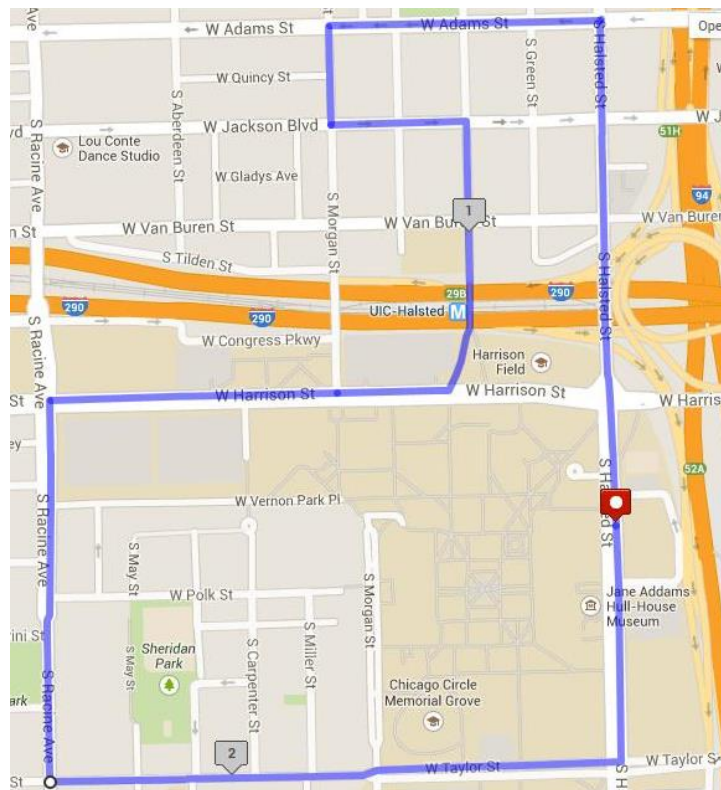 Ave
W Adams St
W Adams St
Ope
W Quincy St
S Aberdeen St
S Green St
S Halsted St
S Racine Ave
vd
W Jackson Blvd
W J
51H
Lou Conte
Dance Studio
W Gladys Ave
94
1
S Morgan St
n St
W Van Buren St
W Van Buren St
W Van Buren
S Tilden St
S Halsted St
290
290
29B
290
UIC-Halsted
M
S Racine Ave
W Congress Pkwy
Harrison
Field
St
W Harrison St
W Harrison St
W Harris
ey
52A
S Racine Ave
W Vernon Park Pl
S Halsted St
S May St
W Polk St
S Morgan St
Jane Addams
Hull-House
Museum
rini St
S May St
Sheridan
Park
S Carpenter St
S Miller St
S Racine Ave
ark
Chicago Circle
Memorial Grove
2
St
W Taylor St
W Taylor S
S H